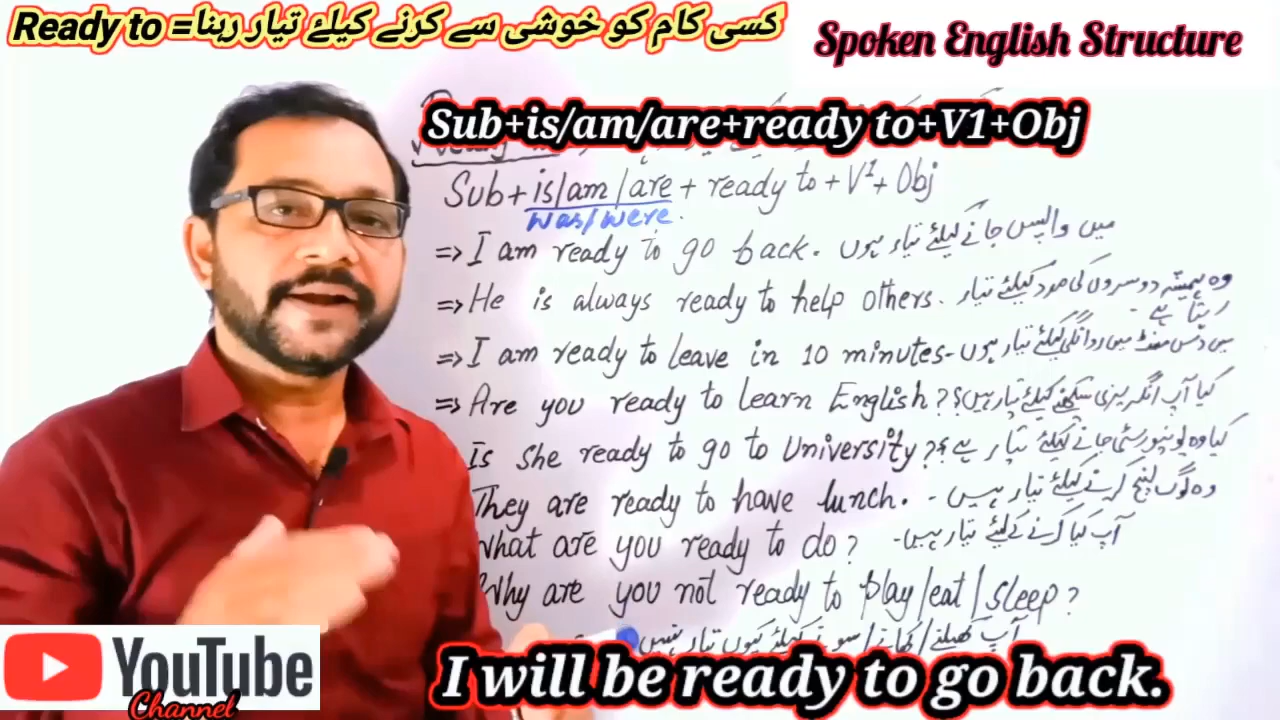 Ready to =کسی کام کو خوشی سے کرنے کیلئے تیار رہنا
Spoken English Structure
Sub+is/am/are+ready to+V1+Obj
Sub + is/am/are + ready to + V¹ + Obj
was/were.
=> I am ready to go back. میں واپس جانے کیلئے تیار ہوں
=> He is always ready to help others. وہ ہمیشہ دوسروں کی مدد کیلئے تیار
رہتا ہے -
=> I am ready to leave in 10 minutes- میں دس منٹ میں روانگی کیلئے تیار ہوں
=> Are you ready to learn English? کیا آپ انگریزی سیکھنے کیلئے تیار ہیں؟
Is She ready to go to University? کیا وہ یونیورسٹی جانے کیلئے تیار ہے؟
They are ready to have lunch. وہ لوگ لنچ کرنے کیلئے تیار ہیں -
What are you ready to do? آپ کیا کرنے کیلئے تیار ہیں-
Why are you not ready to play/eat/sleep?
آپ کھیلنے/کھانے/سونے کیلئے کیوں تیار نہیں
I will be ready to go back.
YouTube
Channel